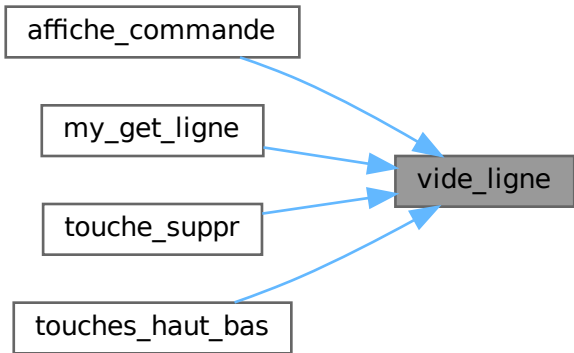 affiche_commande
my_get_ligne
vide_ligne
touche_suppr
touches_haut_bas